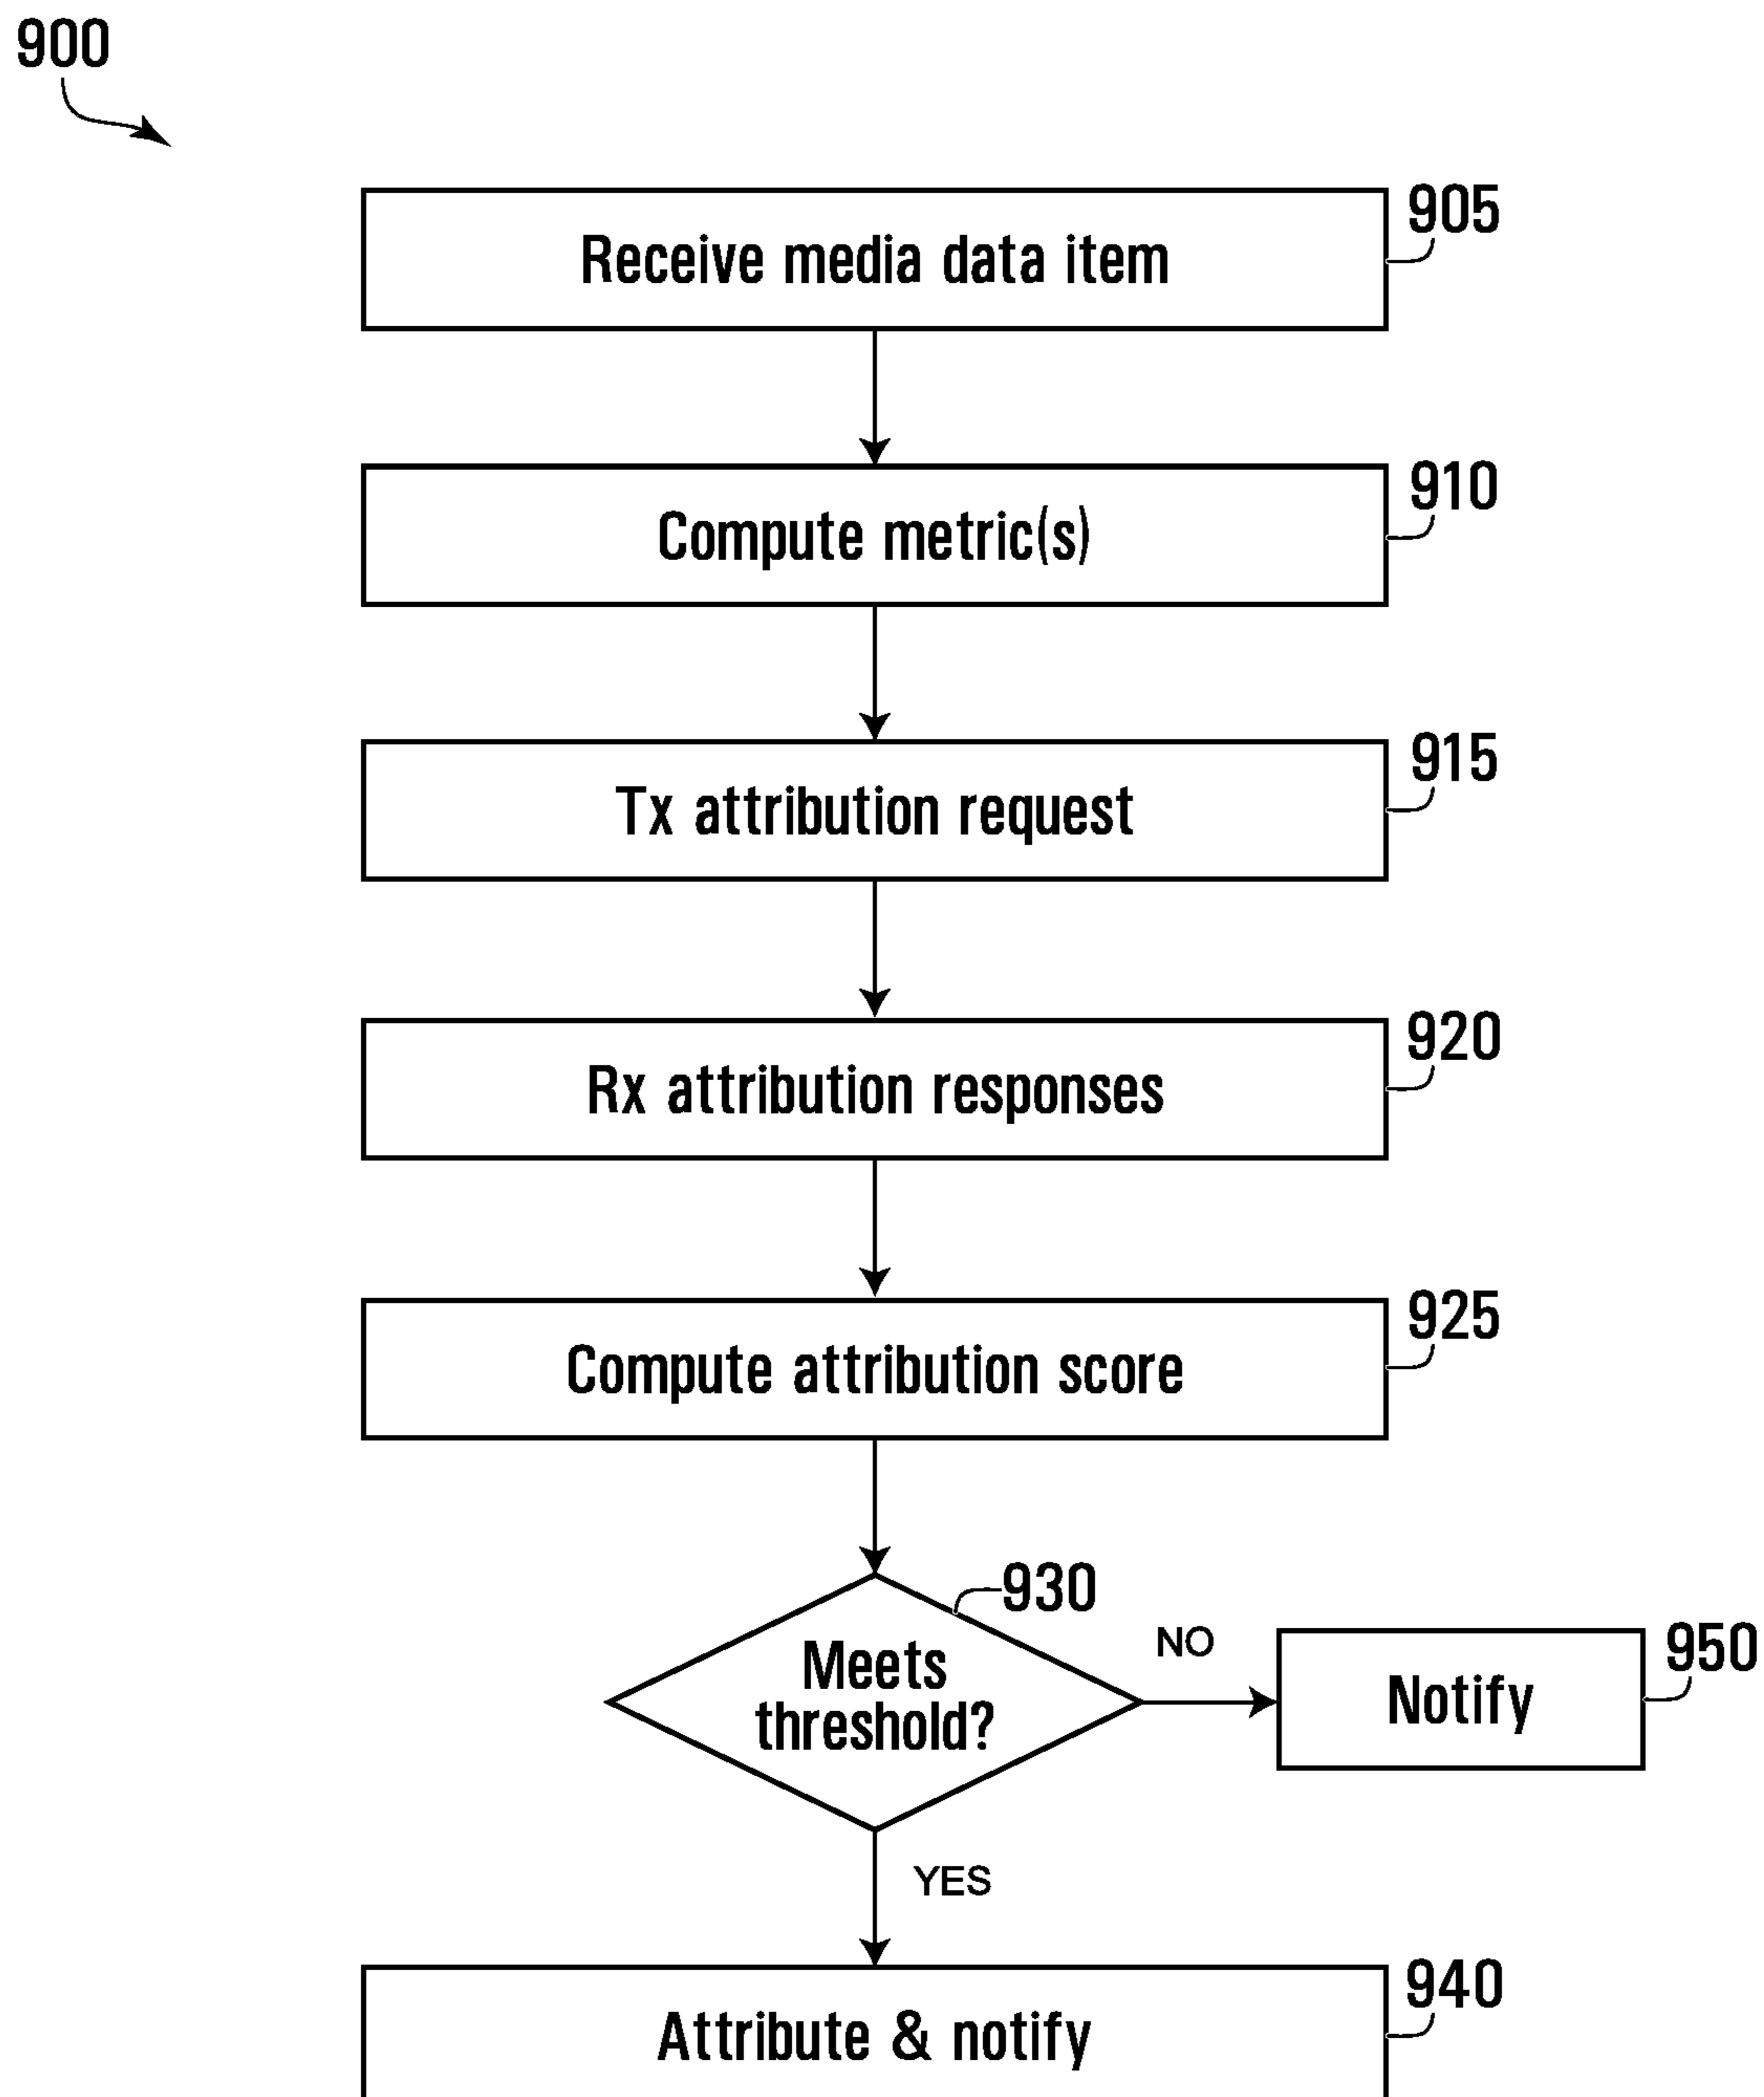 900
905
Receive media data item
910
Compute metric(s)
915
Tx attribution request
920
Rx attribution responses
925
Compute attribution score
930
Meets
threshold?
NO
950
Notify
YES
940
Attribute & notify